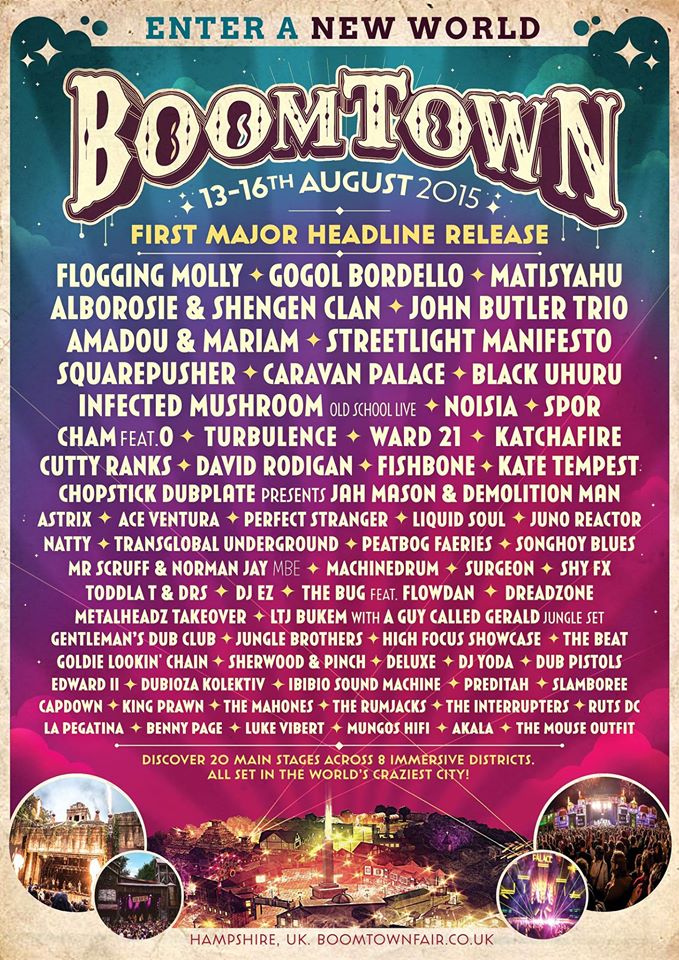 ENTER A NEW WORLD
BOOMTOWN
13-16TH AUGUST 2015
FIRST MAJOR HEADLINE RELEASE
FLOGGING MOLLY ✦ GOGOL BORDELLO ✦ MATISYAHU
ALBOROSIE & SHENGEN CLAN ✦ JOHN BUTLER TRIO
AMADOU & MARIAM ✦ STREETLIGHT MANIFESTO
SQUAREPUSHER ✦ CARAVAN PALACE ✦ BLACK UHURU
INFECTED MUSHROOM OLD SCHOOL LIVE ✦ NOISIA ✦ SPOR
CHAM FEAT. O ✦ TURBULENCE ✦ WARD 21 ✦ KATCHAFIRE
CUTTY RANKS ✦ DAVID RODIGAN ✦ FISHBONE ✦ KATE TEMPEST
CHOPSTICK DUBPLATE PRESENTS JAH MASON & DEMOLITION MAN
ASTRIX ✦ ACE VENTURA ✦ PERFECT STRANGER ✦ LIQUID SOUL ✦ JUNO REACTOR
NATTY ✦ TRANSGLOBAL UNDERGROUND ✦ PEATBOG FAERIES ✦ SONGHOY BLUES
MR SCRUFF & NORMAN JAY MBE ✦ MACHINEDRUM ✦ SURGEON ✦ SHY FX
TODDLA T & DRS ✦ DJ EZ ✦ THE BUG FEAT. FLOWDAN ✦ DREADZONE
METALHEADZ TAKEOVER ✦ LTJ BUKEM WITH A GUY CALLED GERALD JUNGLE SET
GENTLEMAN'S DUB CLUB ✦ JUNGLE BROTHERS ✦ HIGH FOCUS SHOWCASE ✦ THE BEAT
GOLDIE LOOKIN' CHAIN ✦ SHERWOOD & PINCH ✦ DELUXE ✦ DJ YODA ✦ DUB PISTOLS
EDWARD II ✦ DUBIOZA KOLEKTIV ✦ IBIBIO SOUND MACHINE ✦ PREDITAH ✦ SLAMBOREE
CAPDOWN ✦ KING PRAWN ✦ THE MAHONES ✦ THE RUMJACKS ✦ THE INTERRUPTERS ✦ RUTS DC
LA PEGATINA ✦ BENNY PAGE ✦ LUKE VIBERT ✦ MUNGOS HIFI ✦ AKALA ✦ THE MOUSE OUTFIT
DISCOVER 20 MAIN STAGES ACROSS 8 IMMERSIVE DISTRICTS.
ALL SET IN THE WORLD'S CRAZIEST CITY!
PALACE
HAMPSHIRE, UK. BOOMTOWNFAIR.CO.UK